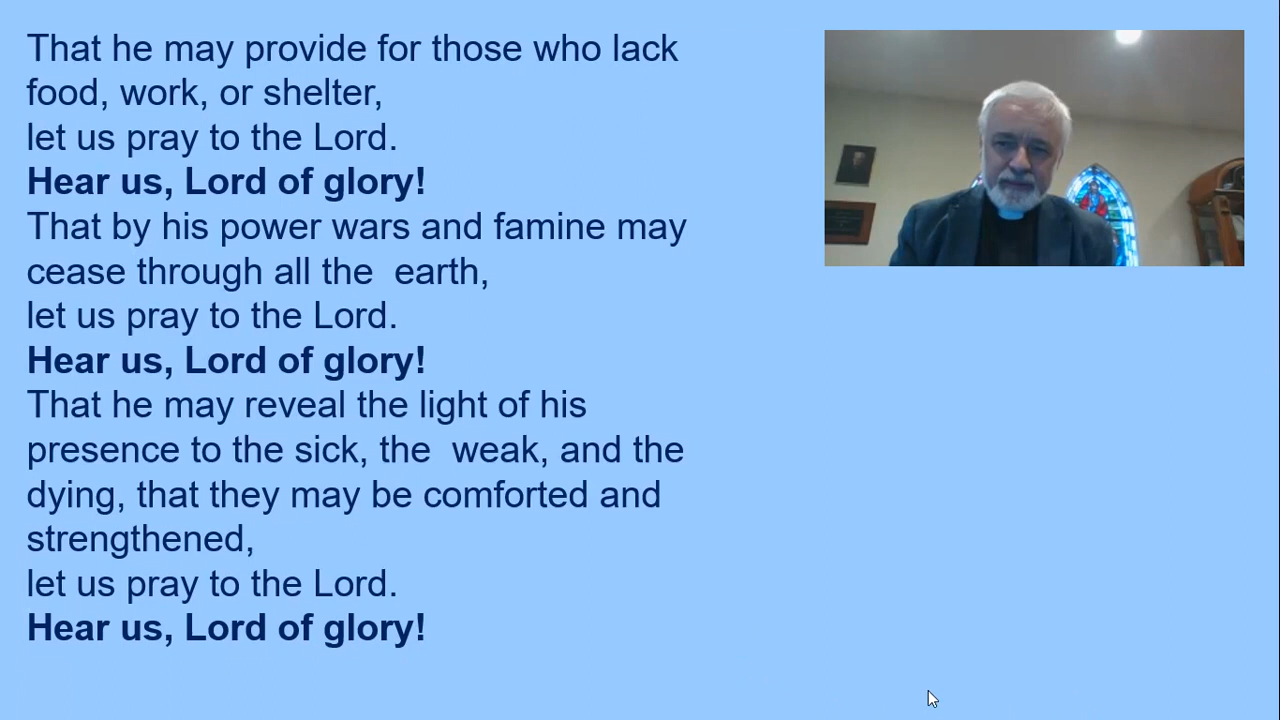 That he may provide for those who lack
food, work, or shelter,
let us pray to the Lord.
Hear us, Lord of glory!
That by his power wars and famine may
cease through all the  earth,
let us pray to the Lord.
Hear us, Lord of glory!
That he may reveal the light of his
presence to the sick, the  weak, and the
dying, that they may be comforted and
strengthened,
let us pray to the Lord.
Hear us, Lord of glory!